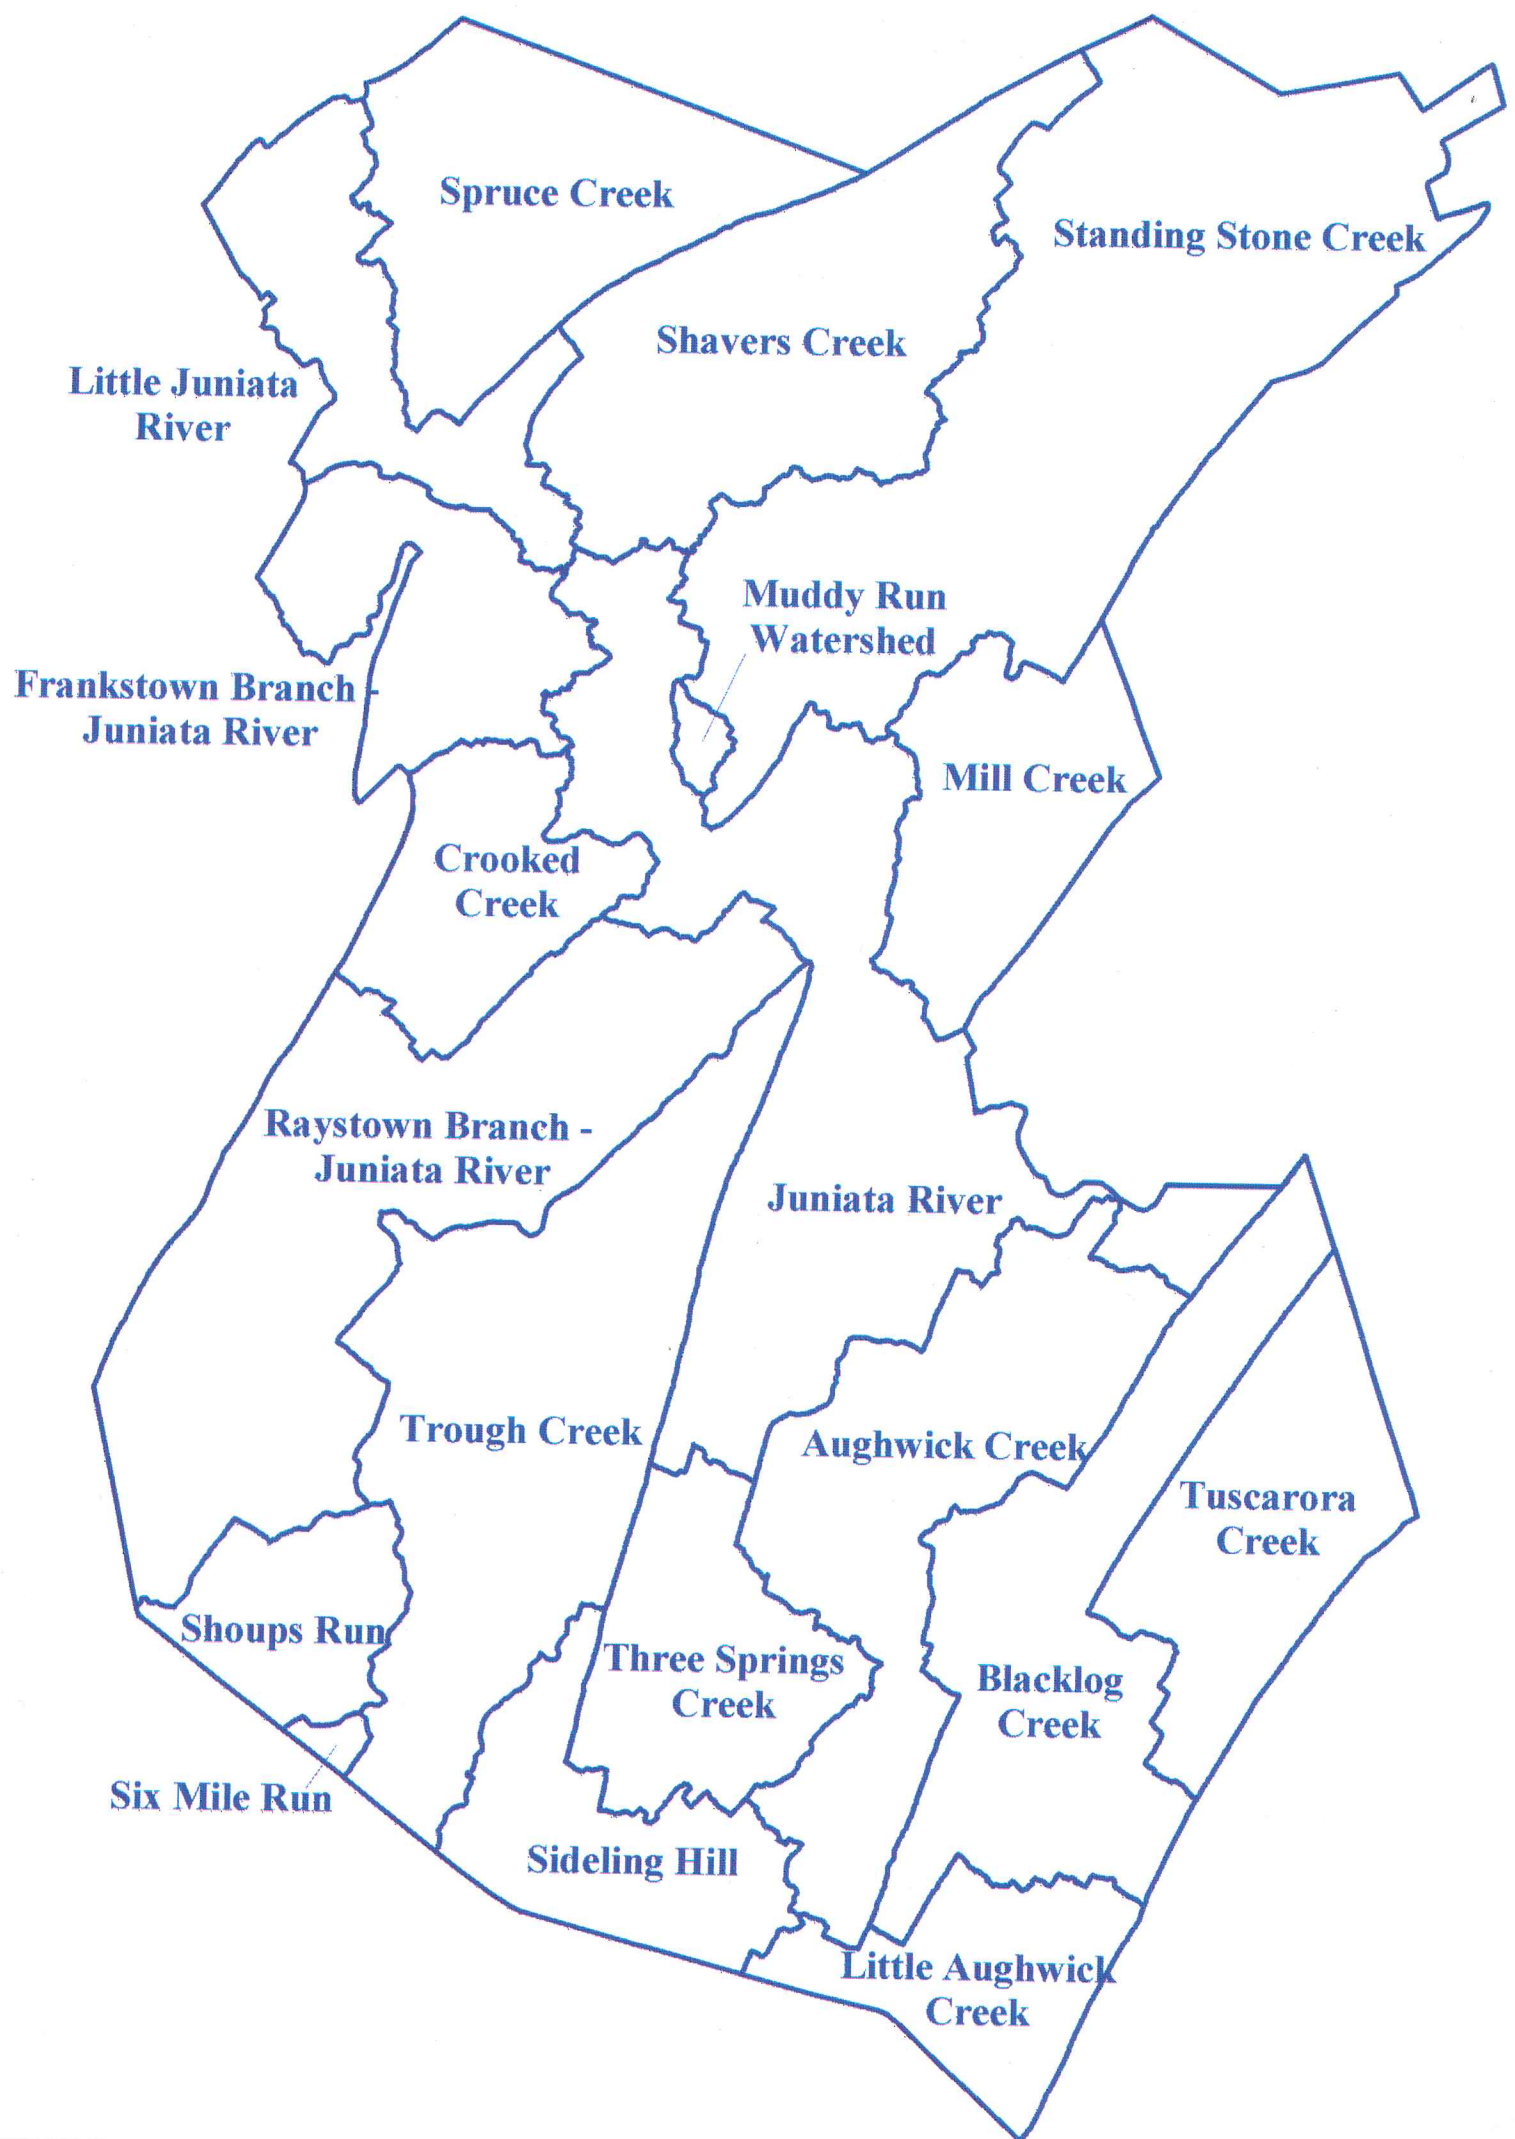 Spruce Creek
Standing Stone Creek
Shavers Creek
Little Juniata
River
Muddy Run
Watershed
Frankstown Branch -
Juniata River
Mill Creek
Crooked
Creek
Raystown Branch -
Juniata River
Juniata River
Trough Creek
Aughwick Creek
Tuscarora
Creek
Shoups Run
Three Springs
Creek
Blacklog
Creek
Six Mile Run
Sideling Hill
Little Aughwick
Creek